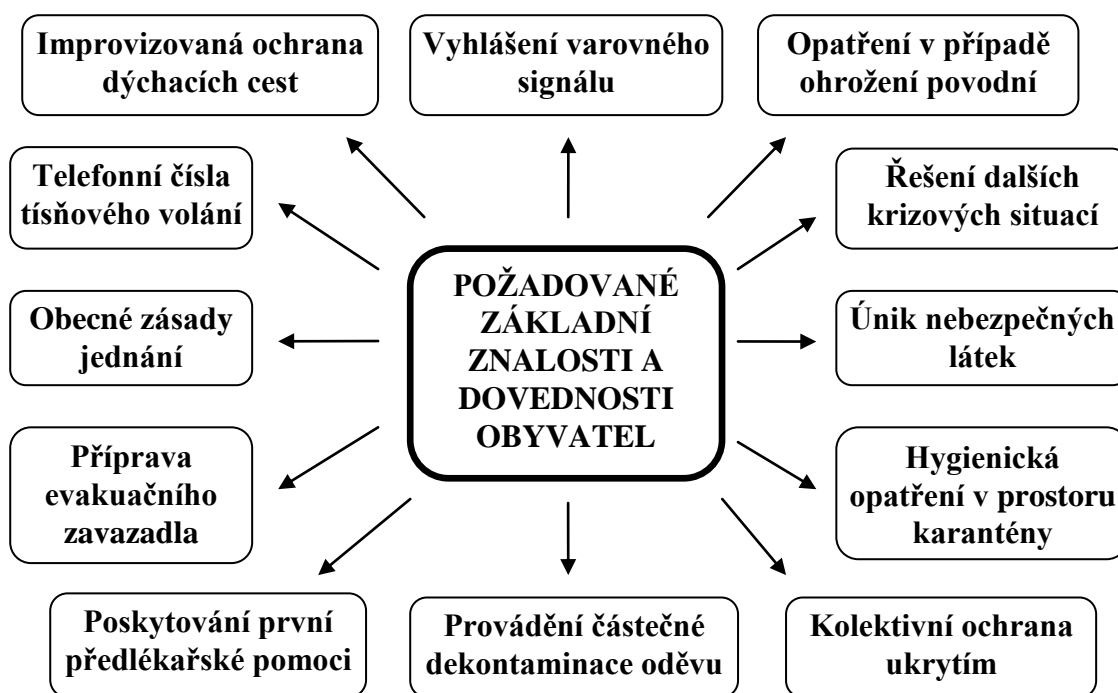 Improvizovaná ochrana
dýchacích cest
Vyhlášení varovného
signálu
Opatření v případě
ohrožení povodní
Telefonní čísla
tísňového volání
Řešení dalších
krizových situací
POŽADOVANÉ
ZÁKLADNÍ
ZNALOSTI A
DOVEDNOSTI
OBYVATEL
Obecné zásady
jednání
Únik nebezpečných
látek
Příprava
evakuačního
zavazadla
Hygienická
opatření v prostoru
karantény
Poskytování první
předlékařské pomoci
Provádění částečné
dekontaminace oděvu
Kolektivní ochrana
ukrytím